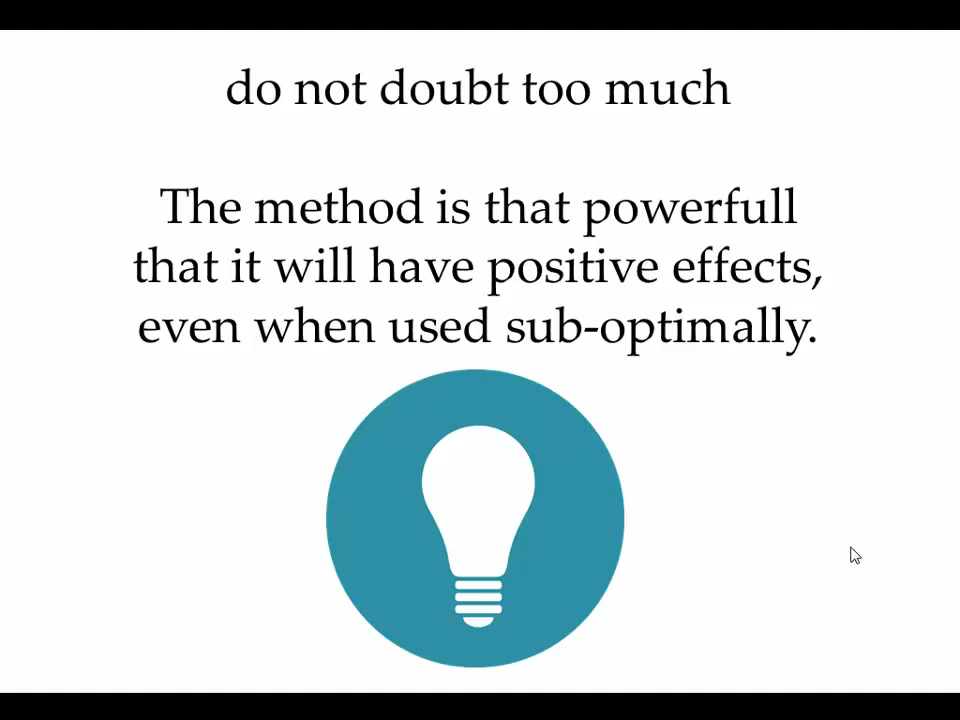 do not doubt too much
The method is that powerfull
that it will have positive effects,
even when used sub-optimally.